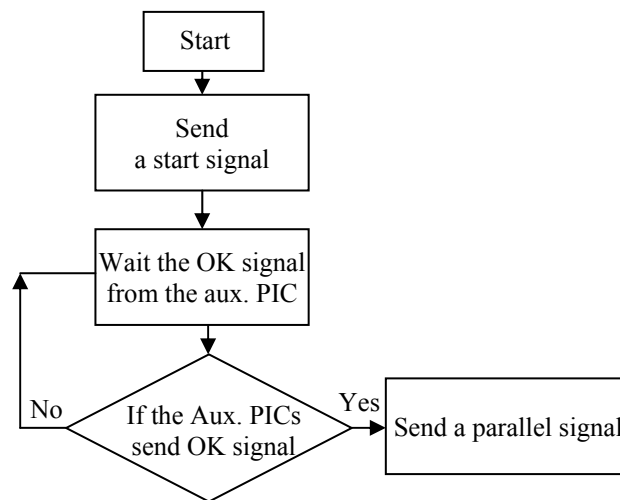 Start
Send
a start signal
Wait the OK signal
from the aux. PIC
No
If the Aux. PICs
send OK signal
Yes
Send a parallel signal